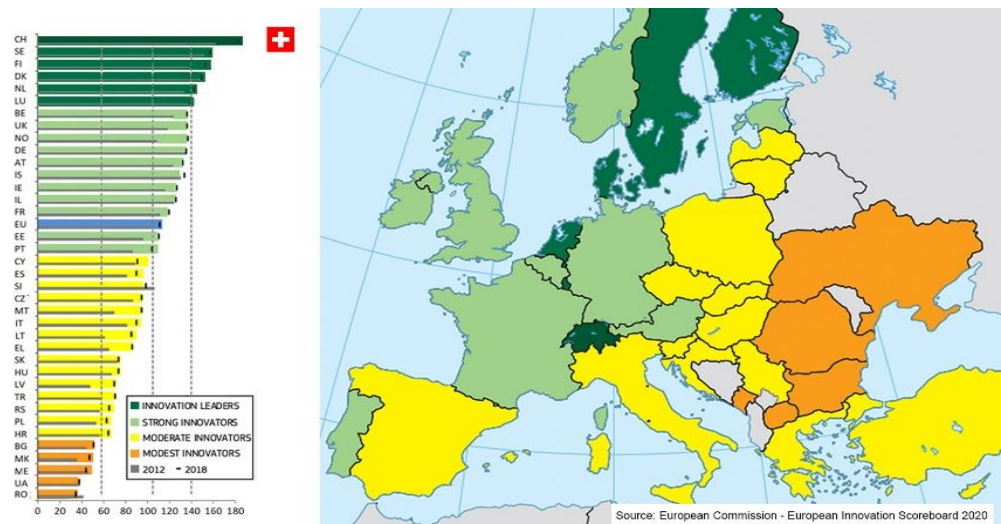 CH
SE
FI
DK
NL
LU
BE
UK
NO
DE
AT
IS
IE
IL
FR
EU
EE
PT
CY
ES
SI
CZ
MT
IT
LT
EL
SK
HU
LV
TR
RS
PL
HR
BG
MK
ME
UA
RO
0 20 40 60 80 100 120 140 160 180
INNOVATION LEADERS
STRONG INNOVATORS
MODERATE INNOVATORS
MODEST INNOVATORS
2012 - 2018
Source: European Commission - European Innovation Scoreboard 2020